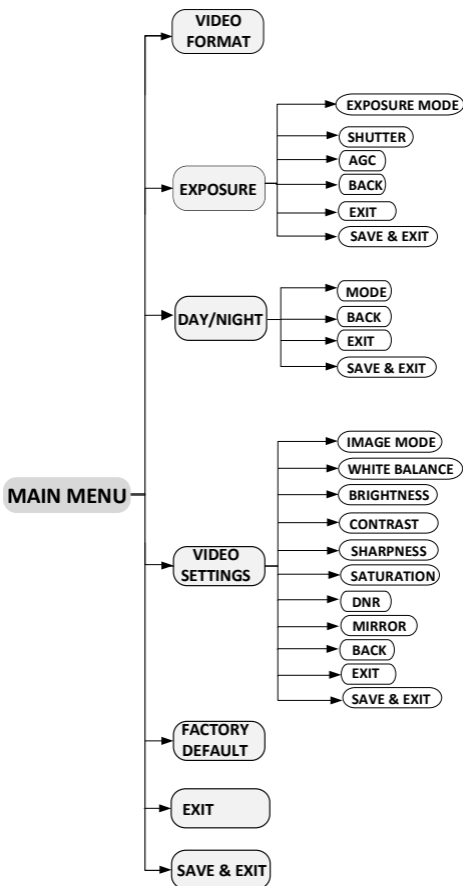 VIDEO
FORMAT
EXPOSURE MODE
SHUTTER
AGC
EXPOSURE
BACK
EXIT
SAVE & EXIT
MODE
DAY/NIGHT
BACK
EXIT
SAVE & EXIT
IMAGE MODE
WHITE BALANCE
MAIN MENU
BRIGHTNESS
CONTRAST
VIDEO
SETTINGS
SHARPNESS
SATURATION
DNR
MIRROR
BACK
EXIT
SAVE & EXIT
FACTORY
DEFAULT
EXIT
SAVE & EXIT